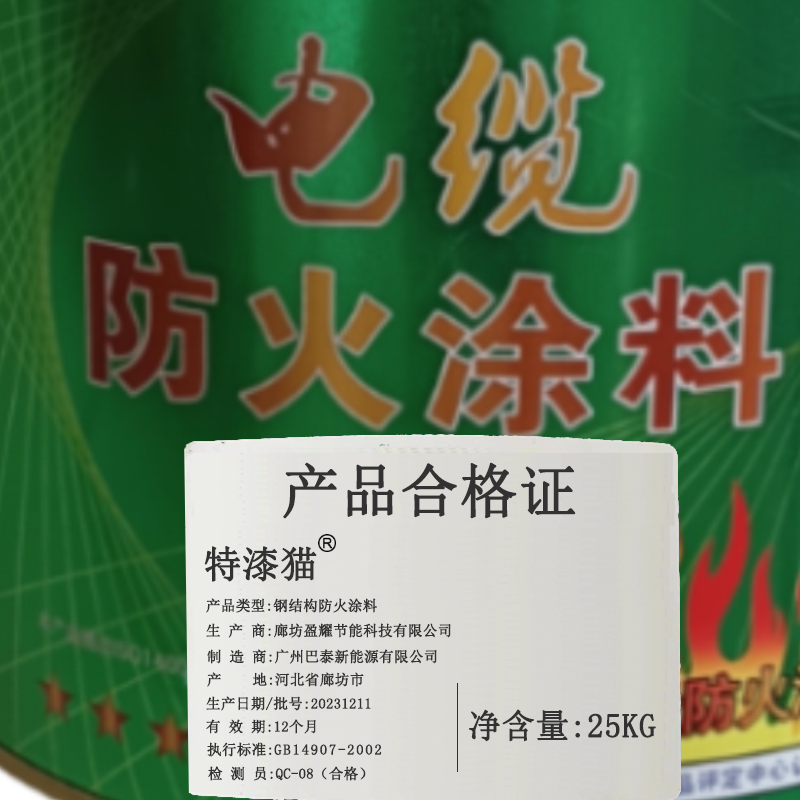 电缆
防火涂料
产品合格证
特漆猫®
产品类型:钢结构防火涂料
生 产 商:廊坊盈耀节能科技有限公司
制 造 商:广州巴泰新能源有限公司
产 地:河北省廊坊市
生产日期/批号:20231211
有 效 期:12个月
执行标准:GB14907-2002
检 测 员:QC-08（合格）
净含量:25KG
防火
品评定中心